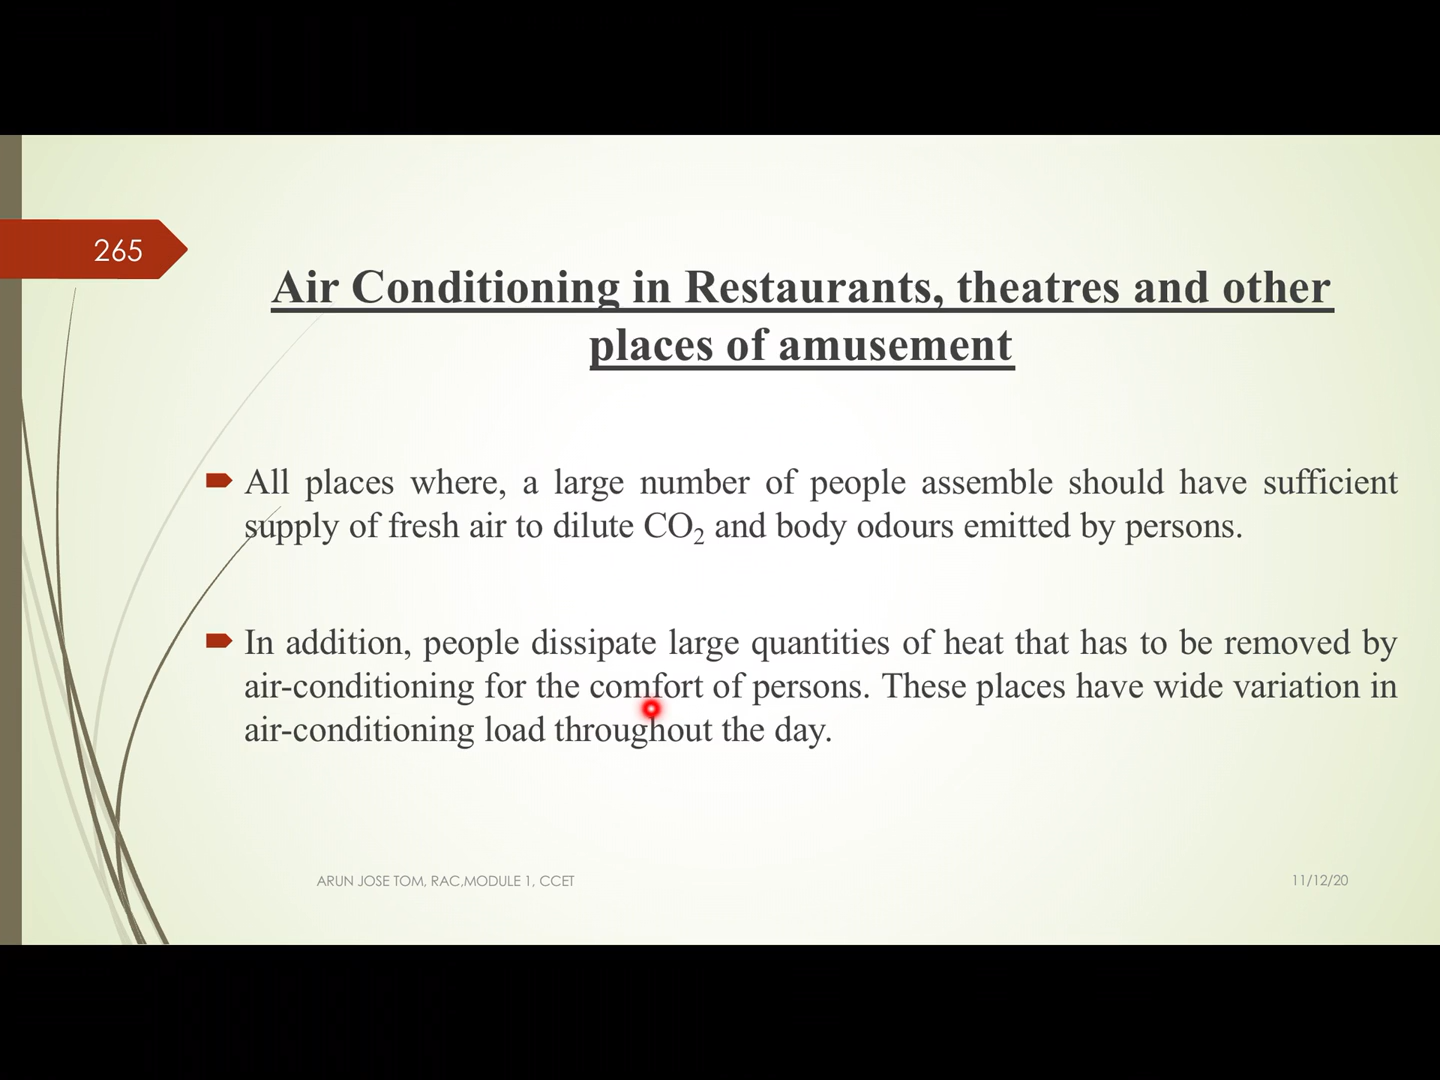 265
Air Conditioning in Restaurants, theatres and other
places of amusement
All places where, a large number of people assemble should have sufficient
supply of fresh air to dilute CO₂ and body odours emitted by persons.
In addition, people dissipate large quantities of heat that has to be removed by
air-conditioning for the comfort of persons. These places have wide variation in
air-conditioning load throughout the day.
ARUN JOSE TOM, RAC,MODULE 1, CCET
11/12/20